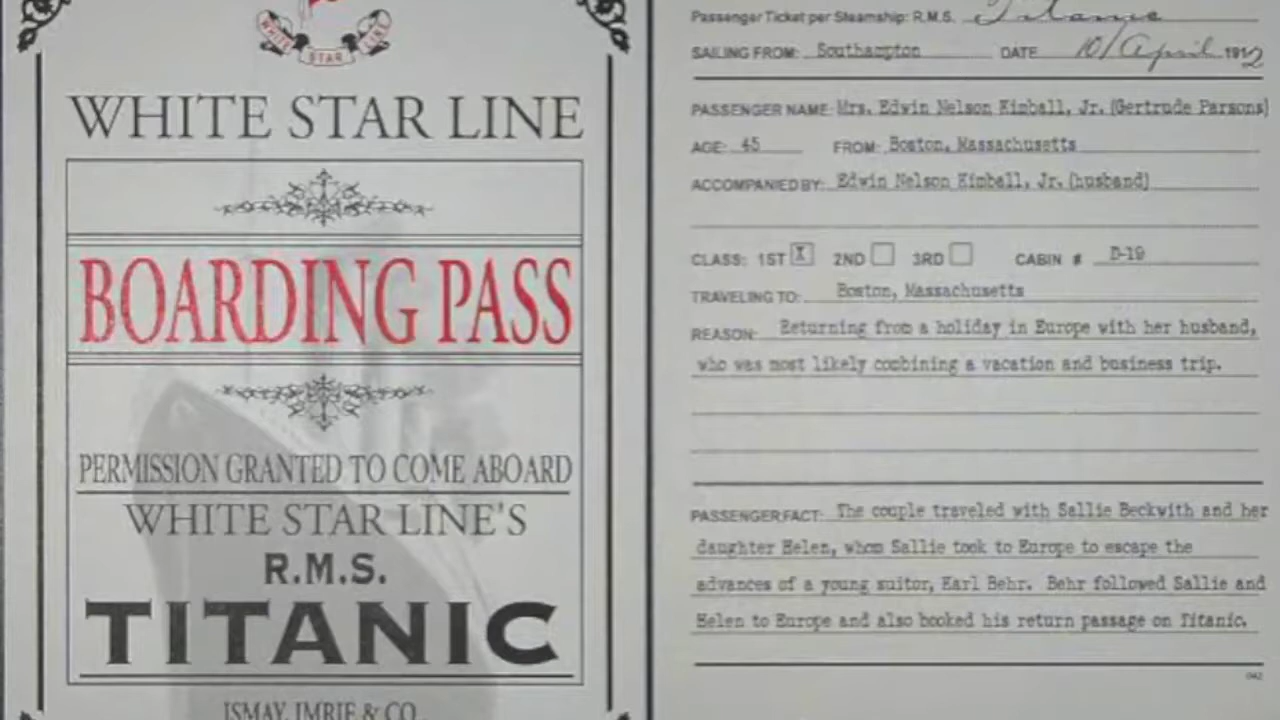 WHITE STAR LINE
WHITE STAR LINE
BOARDING PASS
PERMISSION GRANTED TO COME ABOARD
WHITE STAR LINE'S
R.M.S.
TITANIC
ISMAY, IMRIE & CO.,
Passenger Ticket per Steamship: R.M.S. Titanic
SAILING FROM: Southampton DATE 10/April 1912
PASSENGER NAME: Mrs. Edwin Nelson Kimball, Jr. (Gertrude Parsons)
AGE: 45 FROM: Boston, Massachusetts
ACCOMPANIED BY: Edwin Nelson Kimball, Jr. (husband)
CLASS: 1ST X 2ND 3RD CABIN # D-19
TRAVELING TO: Boston, Massachusetts
REASON: Returning from a holiday in Europe with her husband,
who was most likely combining a vacation and business trip.
PASSENGER FACT: The couple traveled with Sallie Beckwith and her
daughter Helen, whom Sallie took to Europe to escape the
advances of a young suitor, Karl Behr. Behr followed Sallie and
Helen to Europe and also booked his return passage on Titanic.
042